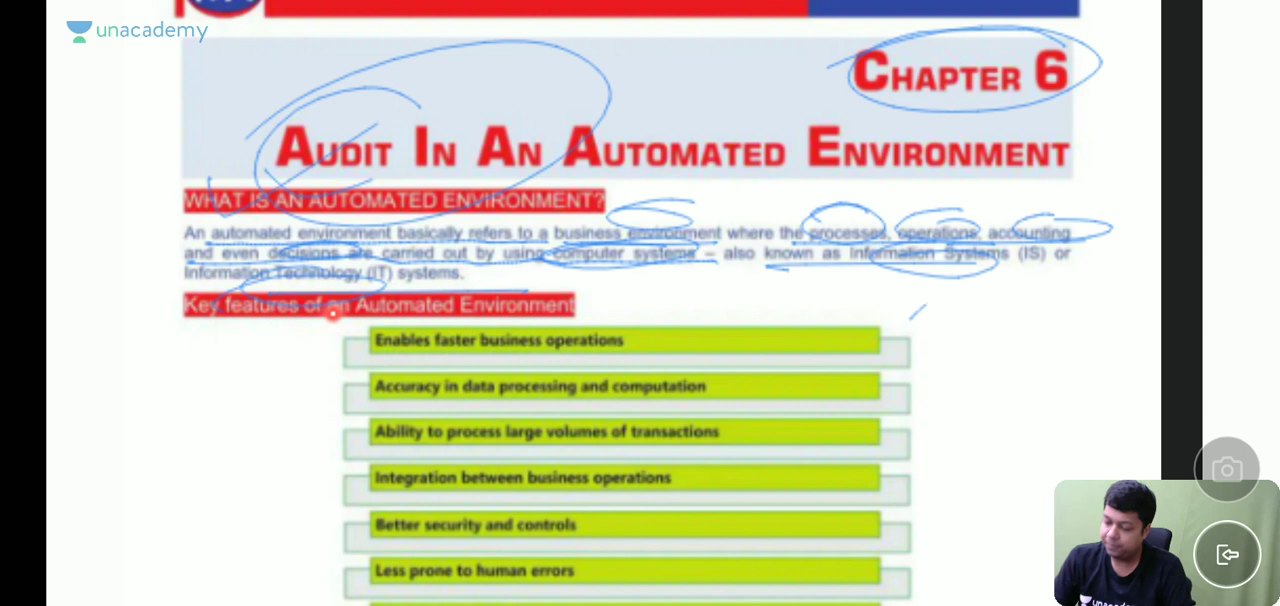 unacademy
CHAPTER 6
AUDIT IN AN AUTOMATED ENVIRONMENT
WHAT IS AN AUTOMATED ENVIRONMENT?
An automated environment basically refers to a business environment where the processes, operations, accounting
and even decisions are carried out by using computer systems – also known as Information Systems (IS) or
Information Technology (IT) systems.
Key features of an Automated Environment
Enables faster business operations
Accuracy in data processing and computation
Ability to process large volumes of transactions
Integration between business operations
Better security and controls
Less prone to human errors